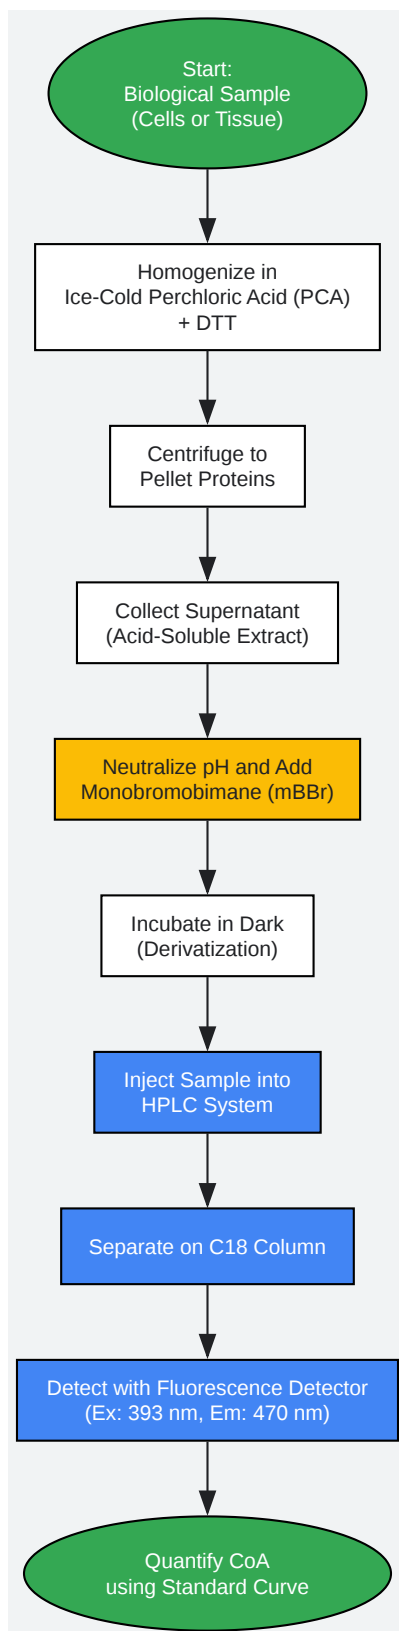 Start:
Biological Sample
(Cells or Tissue)
Homogenize in
Ice-Cold Perchloric Acid (PCA)
+ DTT
Centrifuge to
Pellet Proteins
Collect Supernatant
(Acid-Soluble Extract)
Neutralize pH and Add
Monobromobimane (mBBr)
Incubate in Dark
(Derivatization)
Inject Sample into
HPLC System
Separate on C18 Column
Detect with Fluorescence Detector
(Ex: 393 nm, Em: 470 nm)
Quantify CoA
using Standard Curve